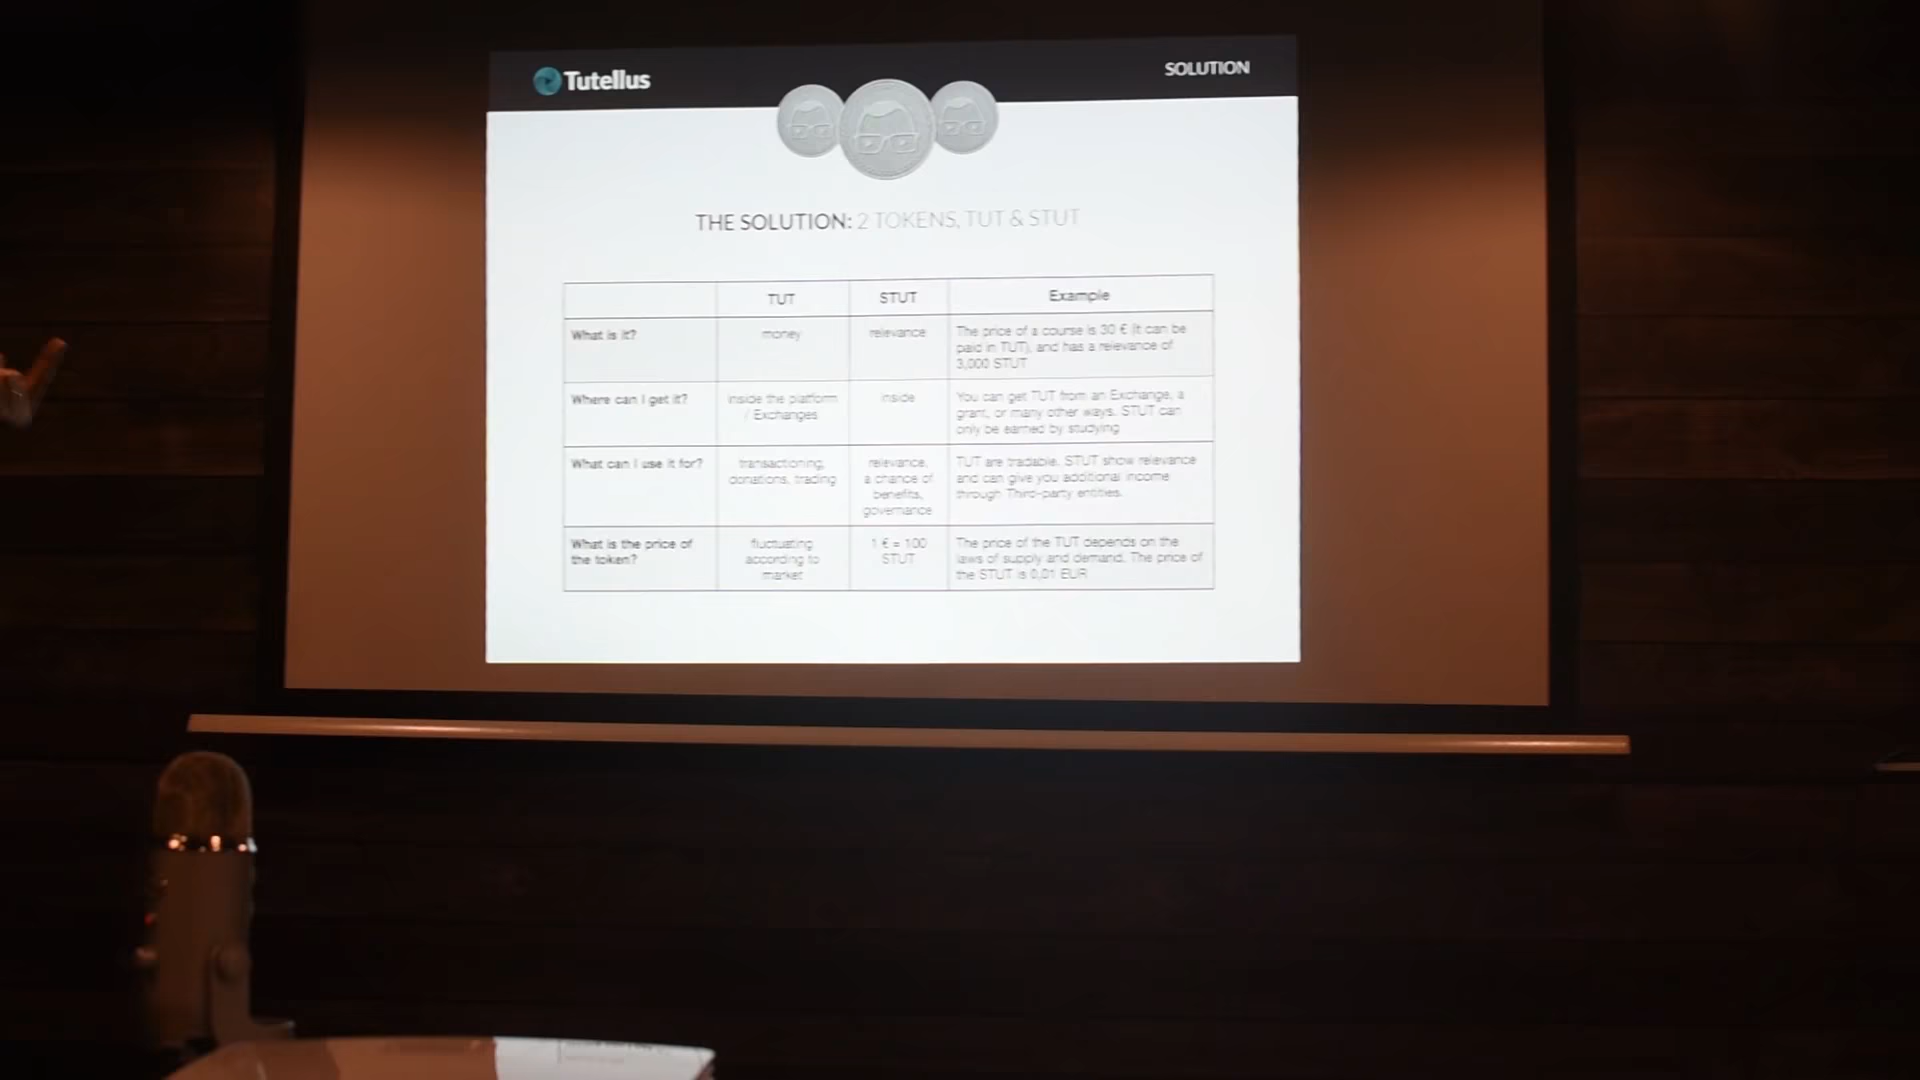 Tutellus
SOLUTION
THE SOLUTION: 2 TOKENS, TUT & STUT
TUT
STUT
Example
What is it?
money
relevance
The price of a course is 30 € (it can be
paid in TUT), and has a relevance of
3,000 STUT
Where can I get it?
inside the platform
/ Exchanges
inside
You can get TUT from an Exchange, a
grant, or many other ways. STUT can
only be earned by studying
What can I use it for?
transactioning,
donations, trading
relevance,
a chance of
benefits,
governance
TUT are tradable. STUT show relevance
and can give you additional income
through Third-party entities.
What is the price of
the token?
fluctuating
according to
market
1 € = 100
STUT
The price of the TUT depends on the
laws of supply and demand. The price of
the STUT is 0,01 EUR